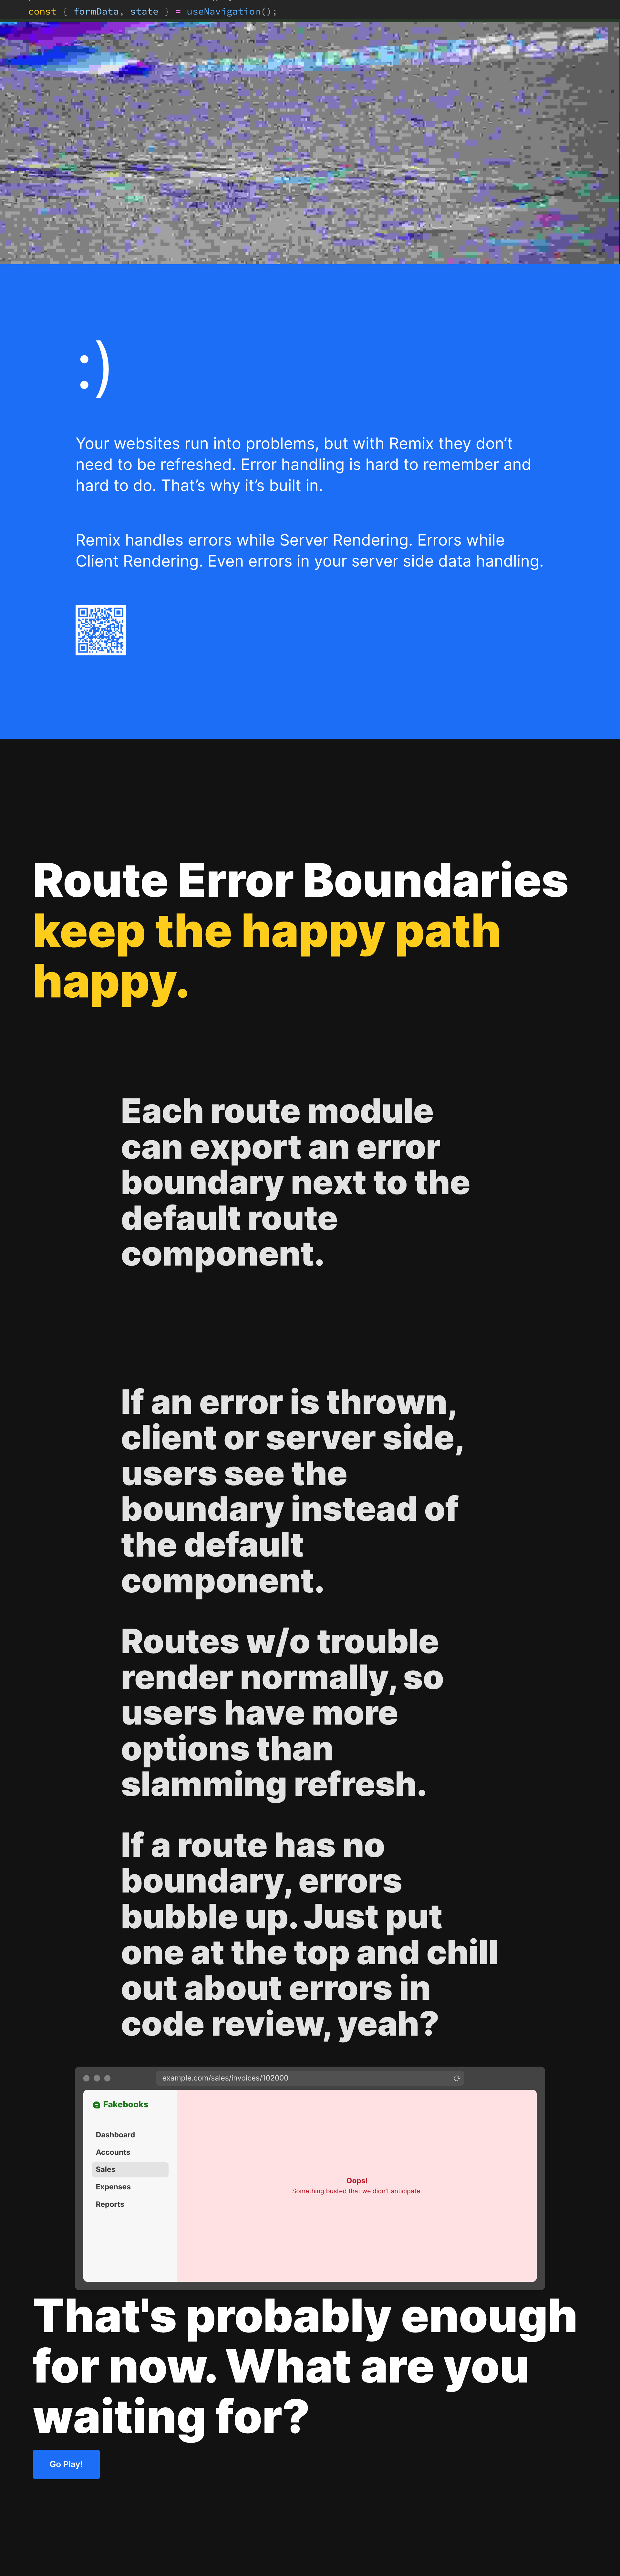 const { formData, state } = useNavigation();
:)
Your websites run into problems, but with Remix they don’t
need to be refreshed. Error handling is hard to remember and
hard to do. That’s why it’s built in.
Remix handles errors while Server Rendering. Errors while
Client Rendering. Even errors in your server side data handling.
Route Error Boundaries
keep the happy path
happy.
Each route module
can export an error
boundary next to the
default route
component.
If an error is thrown,
client or server side,
users see the
boundary instead of
the default
component.
Routes w/o trouble
render normally, so
users have more
options than
slamming refresh.
If a route has no
boundary, errors
bubble up. Just put
one at the top and chill
out about errors in
code review, yeah?
example.com/sales/invoices/102000
Fakebooks
Dashboard
Accounts
Sales
Expenses
Reports
Oops!
Something busted that we didn't anticipate.
That's probably enough
for now. What are you
waiting for?
Go Play!